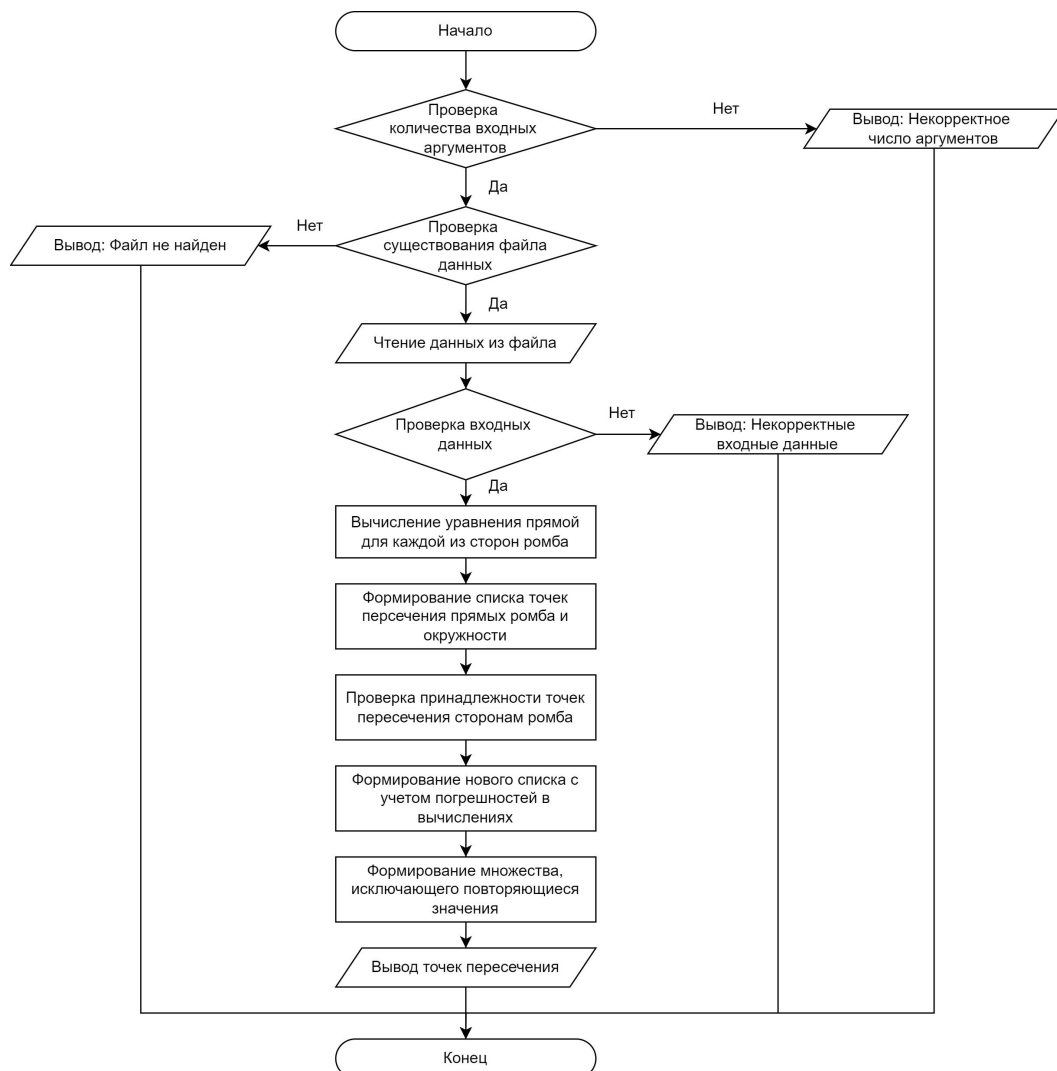 Начало
Проверка
количества входных
аргументов
Нет
Вывод: Некорректное
число аргументов
Да
Проверка
существования файла
данных
Нет
Вывод: Файл не найден
Да
Чтение данных из файла
Проверка входных
данных
Нет
Вывод: Некорректные
входные данные
Да
Вычисление уравнения прямой
для каждой из сторон ромба
Формирование списка точек
персечения прямых ромба и
окружности
Проверка принадлежности точек
пересечения сторонам ромба
Формирование нового списка с
учетом погрешностей в
вычислениях
Формирование множества,
исключающего повторяющиеся
значения
Вывод точек пересечения
Конец